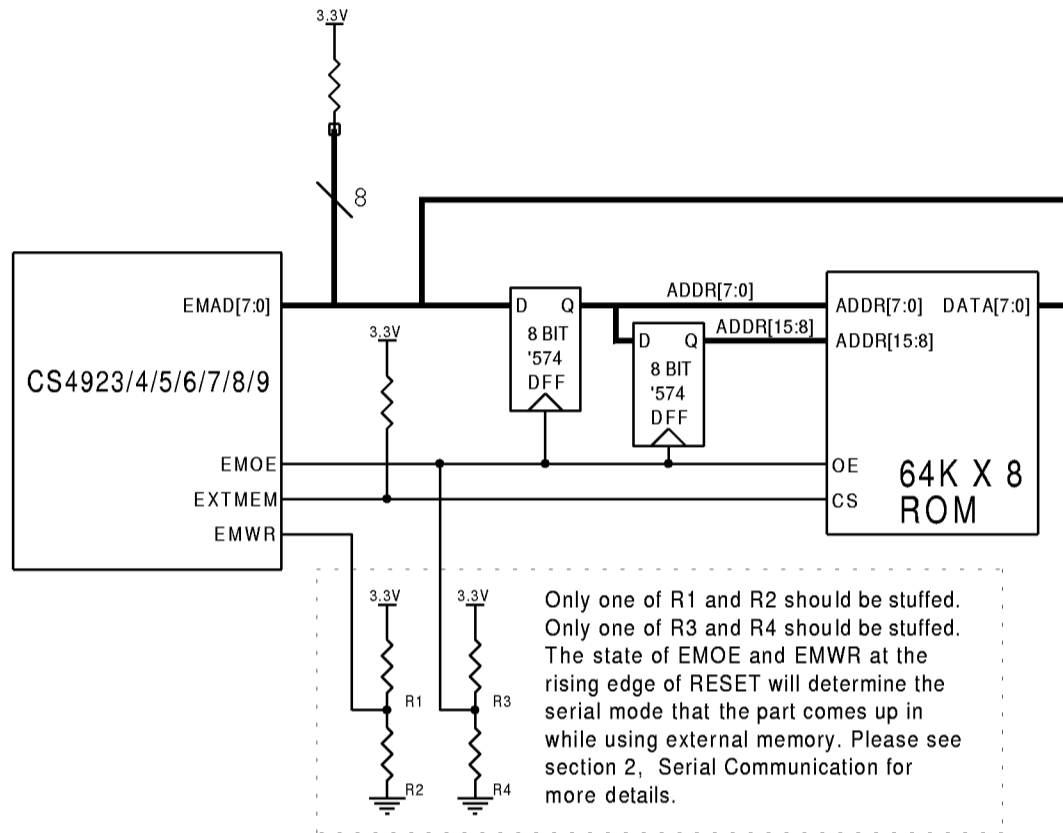 3.3V
8
EMAD[7:0]
CS4923/4/5/6/7/8/9
EMOE
EXTMEM
EMWR
3.3V
D Q
8 BIT
'574
DFF
ADDR[7:0]
D Q
8 BIT
'574
DFF
ADDR[15:8]
ADDR[7:0] DATA[7:0]
ADDR[15:8]
OE
CS
64K X 8
ROM
3.3V
R1
R2
3.3V
R3
R4
Only one of R1 and R2 should be stuffed.
Only one of R3 and R4 should be stuffed.
The state of EMOE and EMWR at the
rising edge of RESET will determine the
serial mode that the part comes up in
while using external memory. Please see
section 2, Serial Communication for
more details.